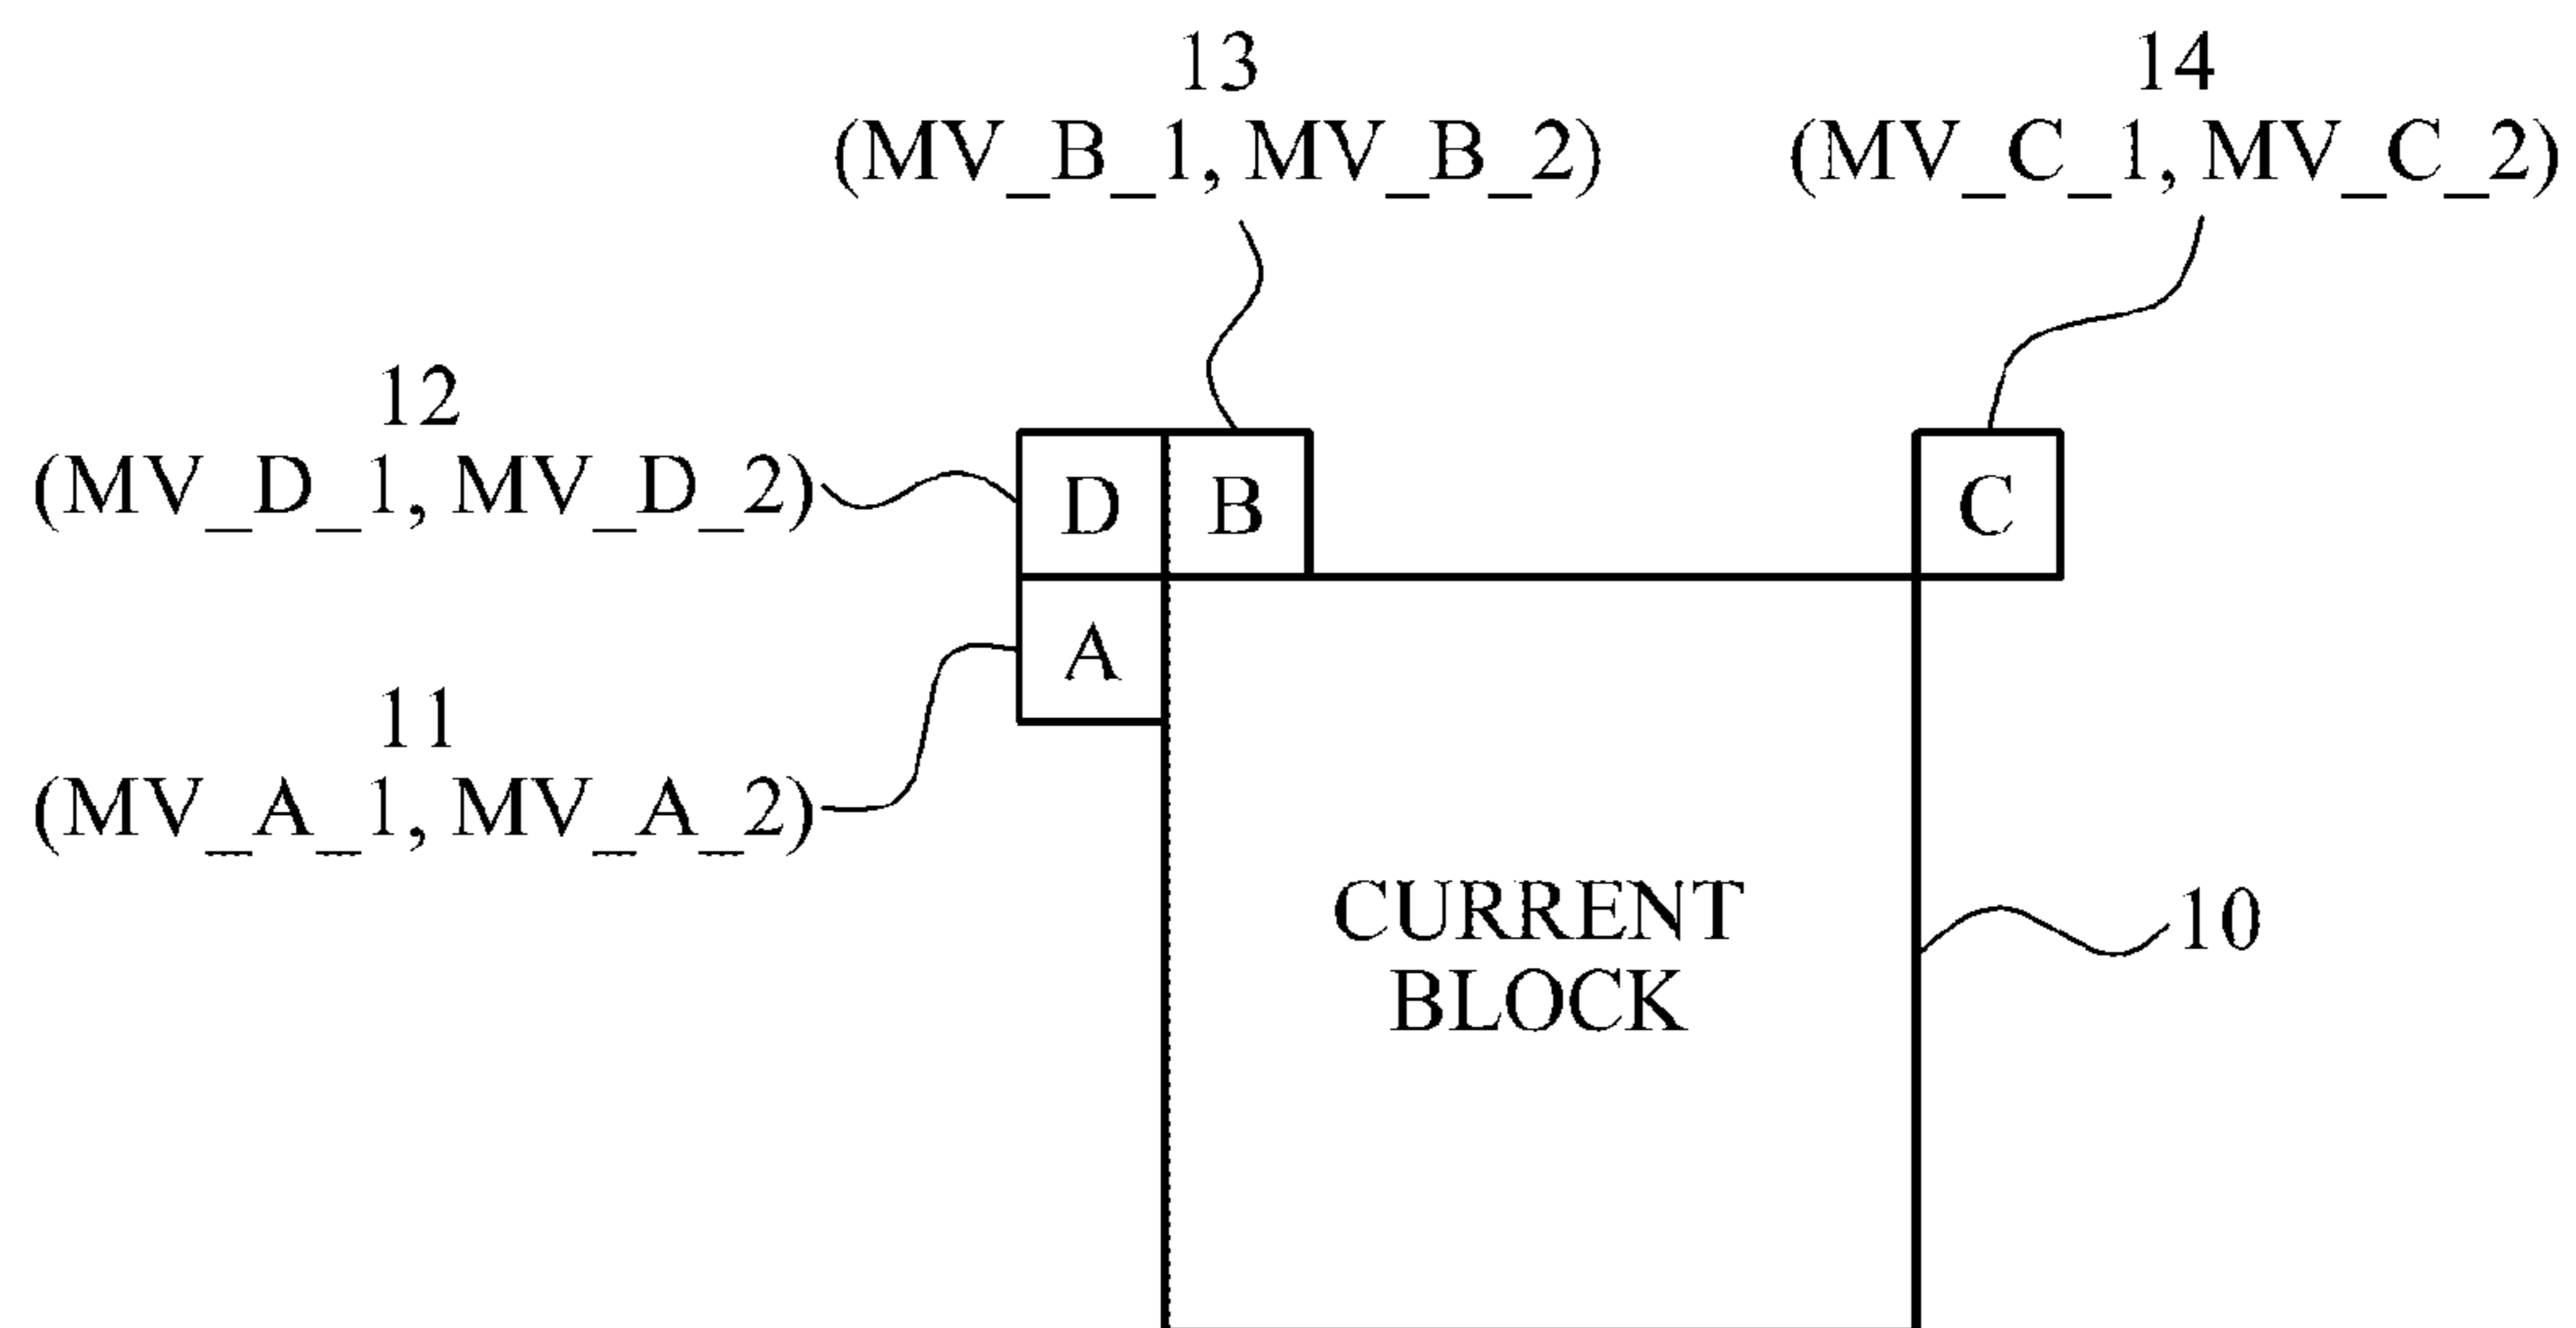 13
(MV_B_1, MV_B_2)
14
(MV_C_1, MV_C_2)
12
(MV_D_1, MV_D_2)
D
B
C
A
11
(MV_A_1, MV_A_2)
CURRENT
BLOCK
10